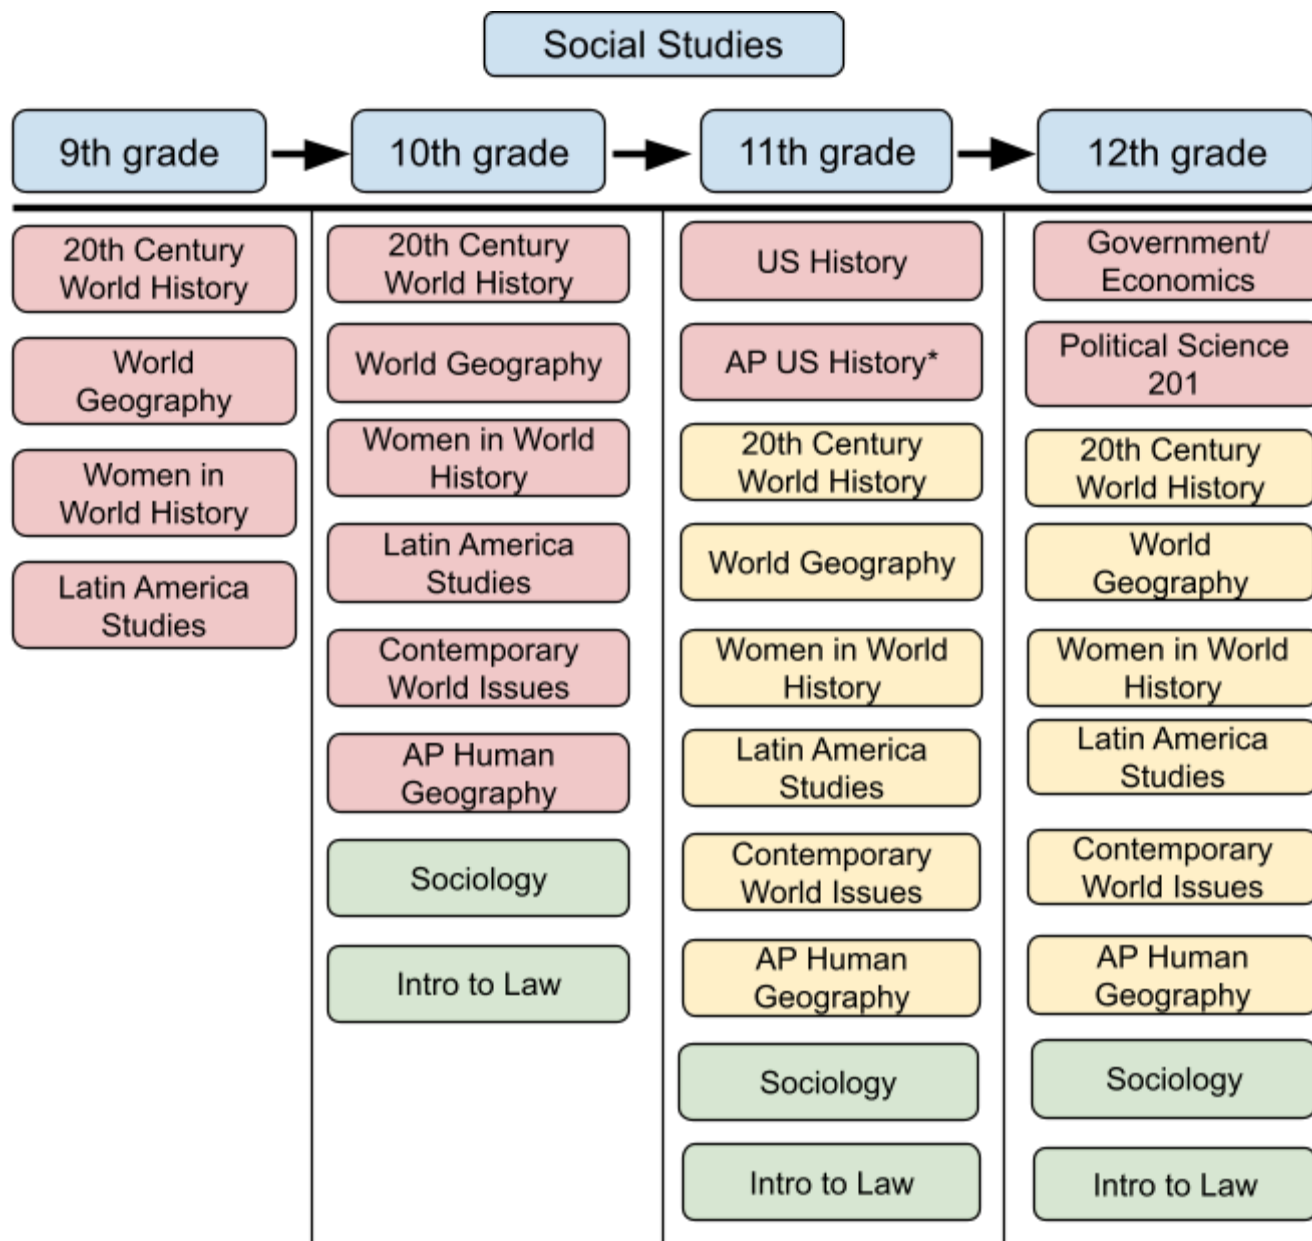 Social Studies
9th grade
10th grade
11th grade
12th grade
20th Century
World History
World
Geography
Women in
World History
Latin America
Studies
20th Century
World History
World Geography
Women in World
History
Latin America
Studies
Contemporary
World Issues
AP Human
Geography
Sociology
Intro to Law
US History
AP US History*
20th Century
World History
World Geography
Women in World
History
Latin America
Studies
Contemporary
World Issues
AP Human
Geography
Sociology
Intro to Law
Government/
Economics
Political Science
201
20th Century
World History
World
Geography
Women in World
History
Latin America
Studies
Contemporary
World Issues
AP Human
Geography
Sociology
Intro to Law